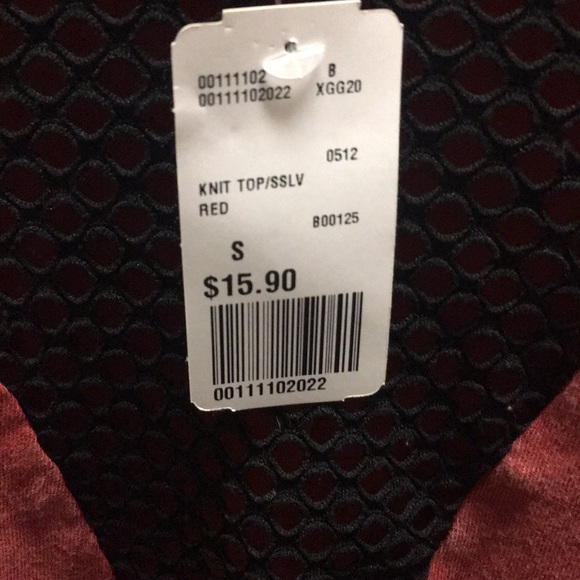 00111102 B
00111102022 XGG20
0512
KNIT TOP/SSLV
RED
B00125
S
$15.90
00111102022